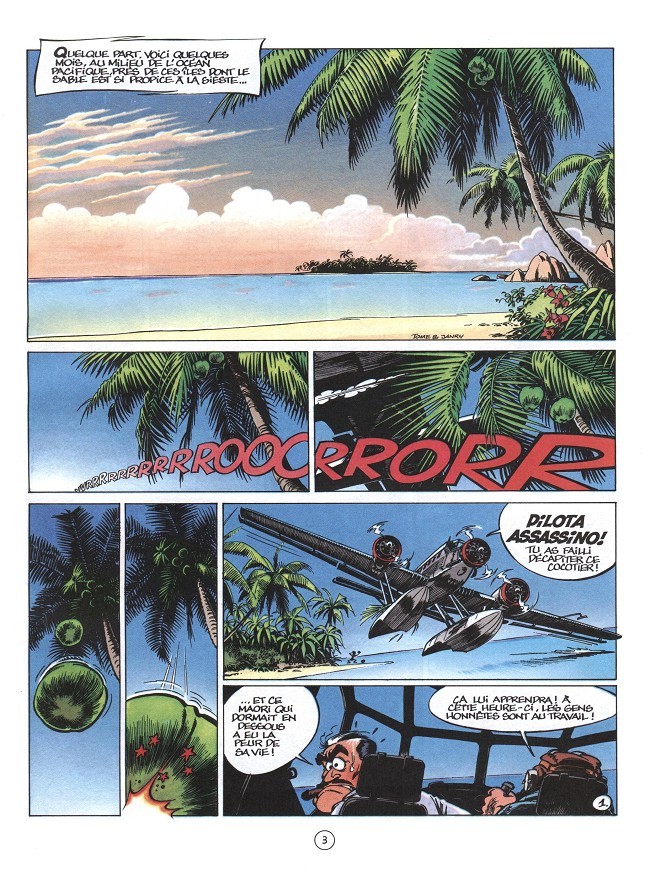 QUELQUE PART, VOICI QUELQUES
MOIS, AU MILIEU DE L'OCÉAN
PACIFIQUE, PRÈS DE CES ÎLES DONT LE
SABLE EST SI PROPICE À LA SIESTE...
TOME & JANRY
VVRRRRRRRRRRROOOORRRORR
PILOTA
ASSASSINO!
TU AS FAILLI
DÉCAPITER CE
COCOTIER!
...ET CE
MAORI QUI
DORMAIT EN
DESSOUS
A EU LA
PEUR DE
SA VIE!
ÇA LUI APPRENDRA! À
CETTE HEURE-CI, LES GENS
HONNÊTES SONT AU TRAVAIL!
1
3